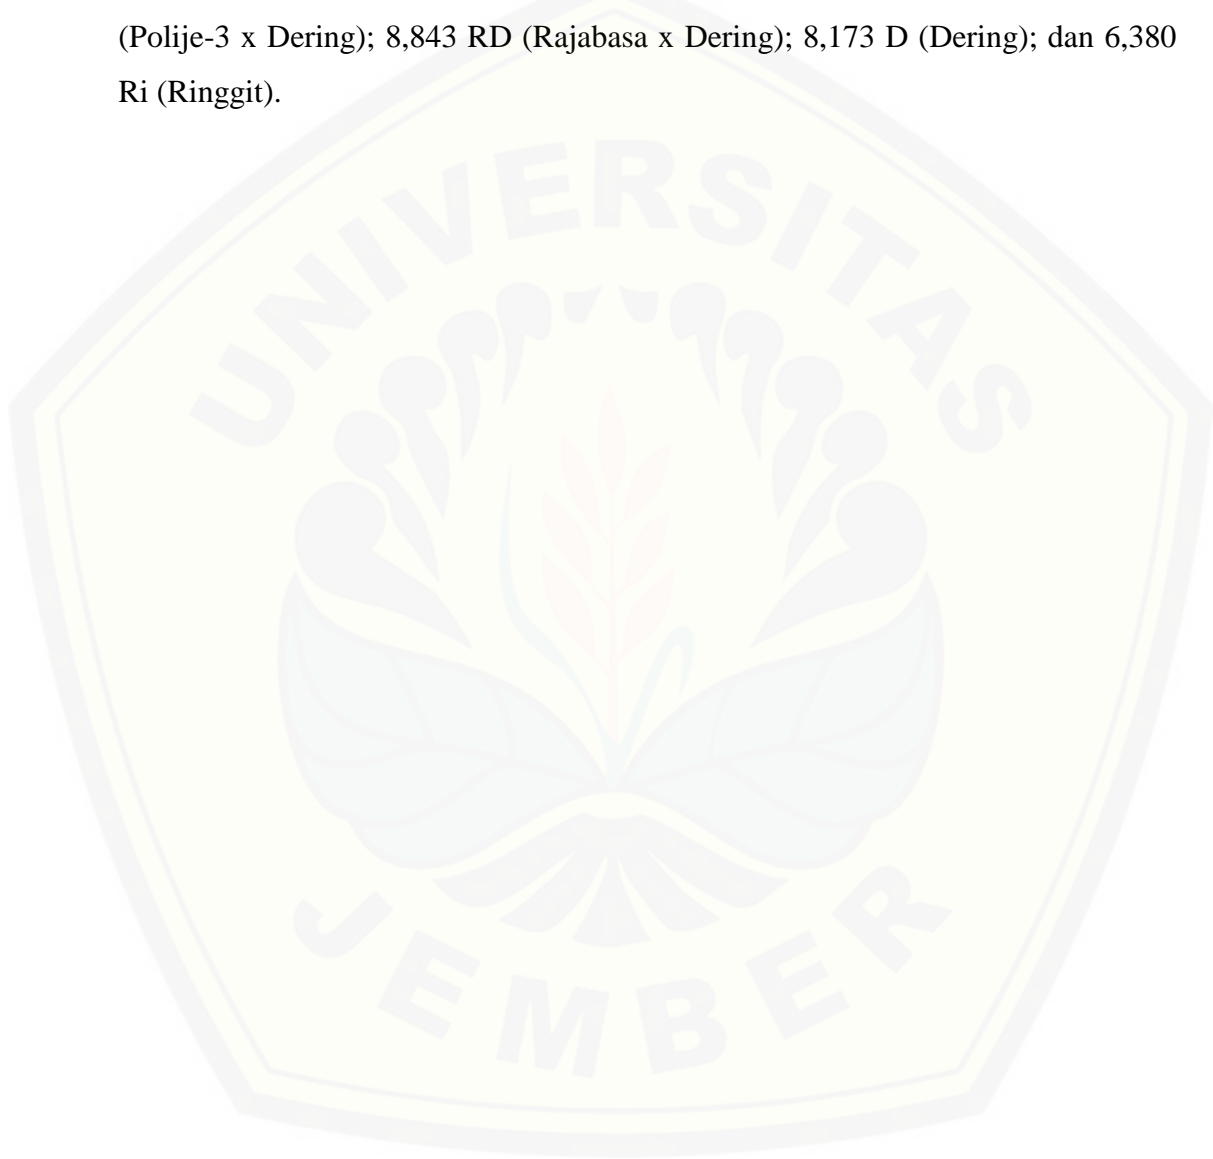 (Polije-3 x Dering); 8,843 RD (Rajabasa x Dering); 8,173 D (Dering); dan 6,380
Ri (Ringgit).
UNIVERSITAS
JEMBER